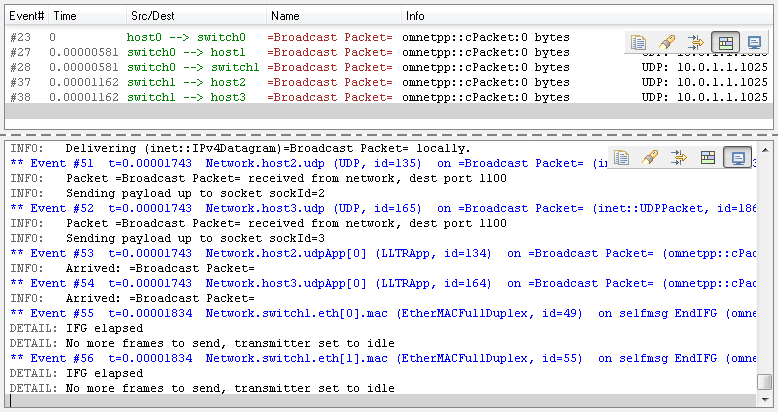 Event# Time Src/Dest Name Info
#23 0 host0 --> switch0 =Broadcast Packet= omnetpp::cPacket:0 bytes
#27 0.00000581 switch0 --> host1 =Broadcast Packet= omnetpp::cPacket:0 bytes UDP: 10.0.1.1.1025
#28 0.00000581 switch0 --> switch1 =Broadcast Packet= omnetpp::cPacket:0 bytes UDP: 10.0.1.1.1025
#37 0.00001162 switch1 --> host2 =Broadcast Packet= omnetpp::cPacket:0 bytes UDP: 10.0.1.1.1025
#38 0.00001162 switch1 --> host3 =Broadcast Packet= omnetpp::cPacket:0 bytes UDP: 10.0.1.1.1025
INFO: Delivering (inet::IPv4Datagram)=Broadcast Packet= locally.
** Event #51 t=0.00001743 Network.host2.udp (UDP, id=135) on =Broadcast Packet= (in
INFO: Packet =Broadcast Packet= received from network, dest port 1100
INFO: Sending payload up to socket sockId=2
** Event #52 t=0.00001743 Network.host3.udp (UDP, id=165) on =Broadcast Packet= (inet::UDPPacket, id=186
INFO: Packet =Broadcast Packet= received from network, dest port 1100
INFO: Sending payload up to socket sockId=3
** Event #53 t=0.00001743 Network.host2.udpApp[0] (LLTRApp, id=134) on =Broadcast Packet= (omnetpp::cPac
INFO: Arrived: =Broadcast Packet=
** Event #54 t=0.00001743 Network.host3.udpApp[0] (LLTRApp, id=164) on =Broadcast Packet= (omnetpp::cPac
INFO: Arrived: =Broadcast Packet=
** Event #55 t=0.00001834 Network.switch1.eth[0].mac (EtherMACFullDuplex, id=49) on selfmsg EndIFG (omne
DETAIL: IFG elapsed
DETAIL: No more frames to send, transmitter set to idle
** Event #56 t=0.00001834 Network.switch1.eth[1].mac (EtherMACFullDuplex, id=55) on selfmsg EndIFG (omne
DETAIL: IFG elapsed
DETAIL: No more frames to send, transmitter set to idle